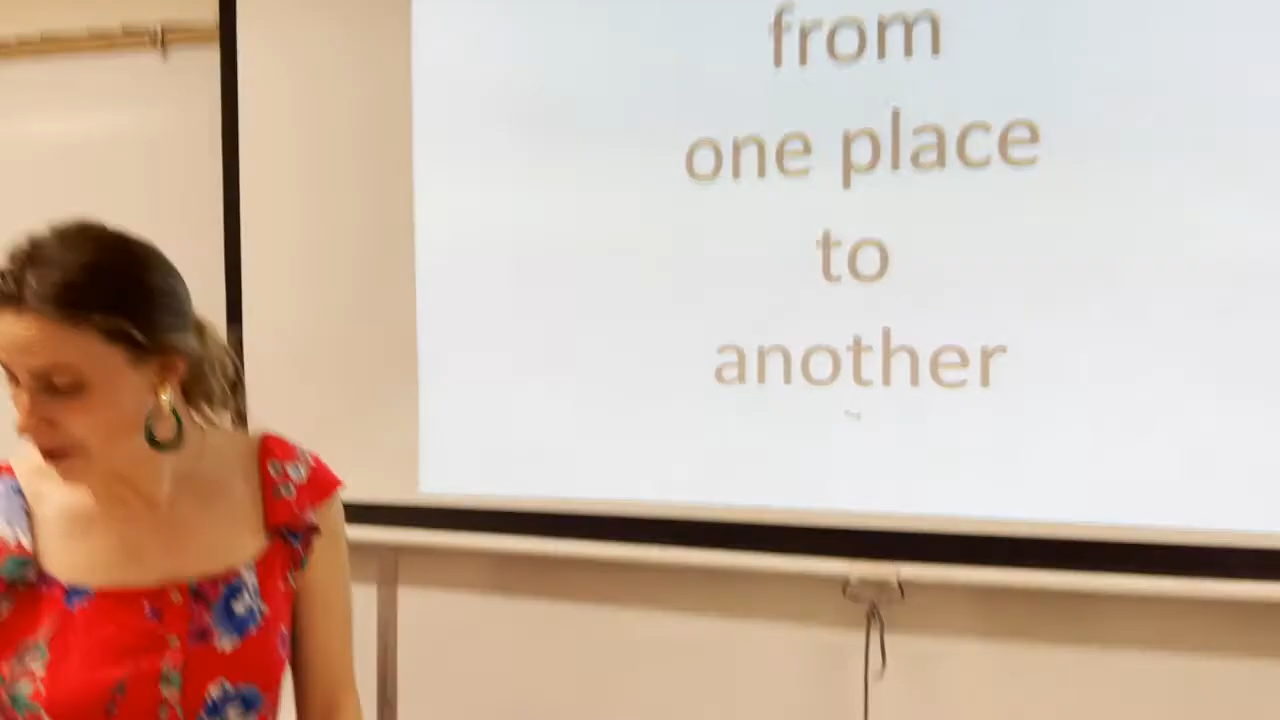 from
one place
to
another